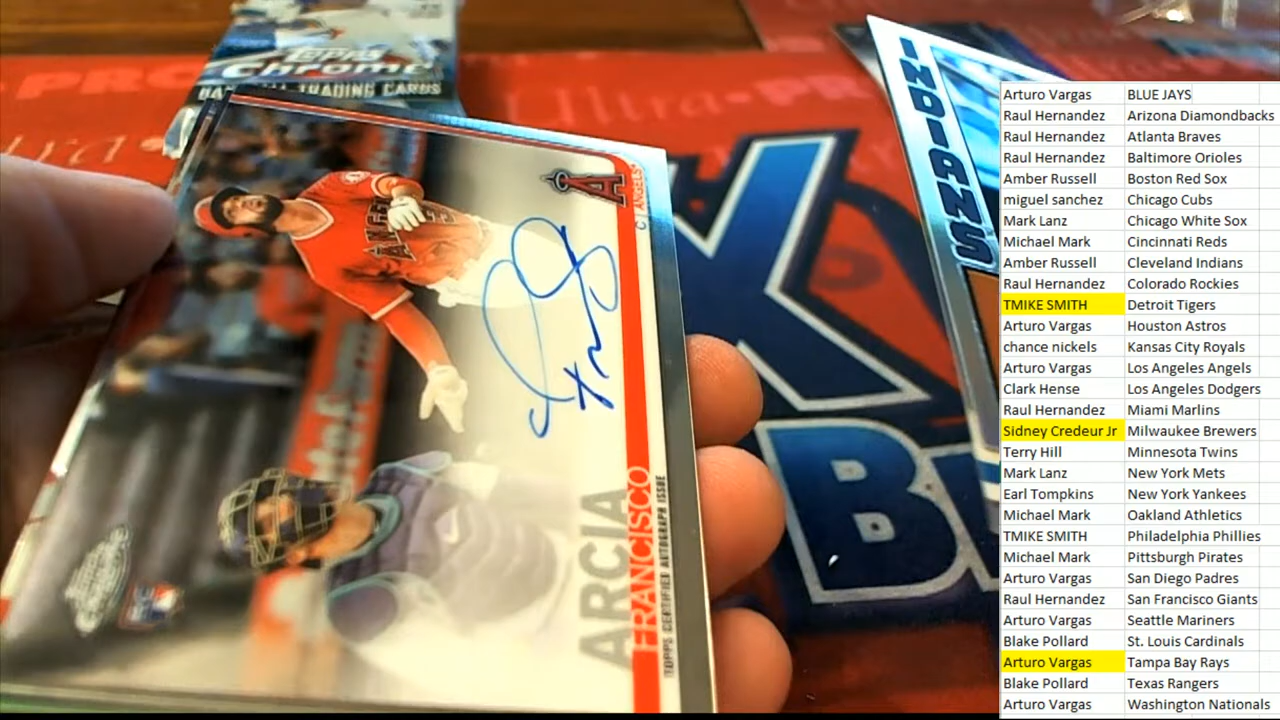 Topps
Chrome
BASEBALL TRADING CARDS
INDIANS
A
C | ANGELS
ANGELS
ARCIA
FRANCISCO
TOPPS CERTIFIED AUTOGRAPH ISSUE
K
B
Arturo Vargas BLUE JAYS
Raul Hernandez Arizona Diamondbacks
Raul Hernandez Atlanta Braves
Raul Hernandez Baltimore Orioles
Amber Russell Boston Red Sox
miguel sanchez Chicago Cubs
Mark Lanz Chicago White Sox
Michael Mark Cincinnati Reds
Amber Russell Cleveland Indians
Raul Hernandez Colorado Rockies
TMIKE SMITH Detroit Tigers
Arturo Vargas Houston Astros
chance nickels Kansas City Royals
Arturo Vargas Los Angeles Angels
Clark Hense Los Angeles Dodgers
Raul Hernandez Miami Marlins
Sidney Credeur Jr Milwaukee Brewers
Terry Hill Minnesota Twins
Mark Lanz New York Mets
Earl Tompkins New York Yankees
Michael Mark Oakland Athletics
TMIKE SMITH Philadelphia Phillies
Michael Mark Pittsburgh Pirates
Arturo Vargas San Diego Padres
Raul Hernandez San Francisco Giants
Arturo Vargas Seattle Mariners
Blake Pollard St. Louis Cardinals
Arturo Vargas Tampa Bay Rays
Blake Pollard Texas Rangers
Arturo Vargas Washington Nationals